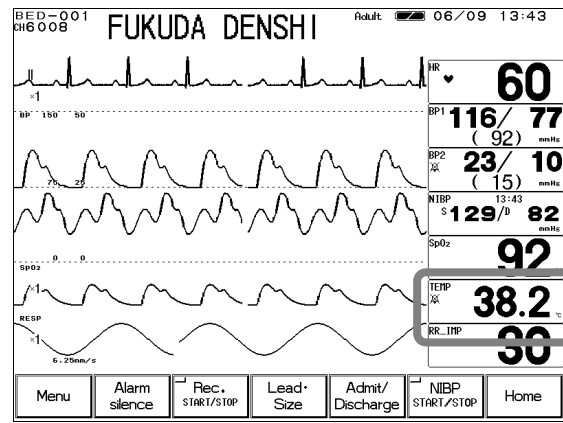 BED-001
CH6008
FUKUDA DENSHI
Adult
06/09 13:43
×1
BP 150 50
75 25
0 0
SpO2
×1
RESP
×1
6.25mm/s
HR
60
BP1
116/ 77
( 92) mmHg
BP2
23/ 10
( 15) mmHg
NIBP 13:43
S 129/D 82
mmHg
SpO2
92
TEMP
38.2 ℃
RR_IMP
30
Menu
Alarm
silence
Rec.
START/STOP
Lead·
Size
Admit/
Discharge
NIBP
START/STOP
Home